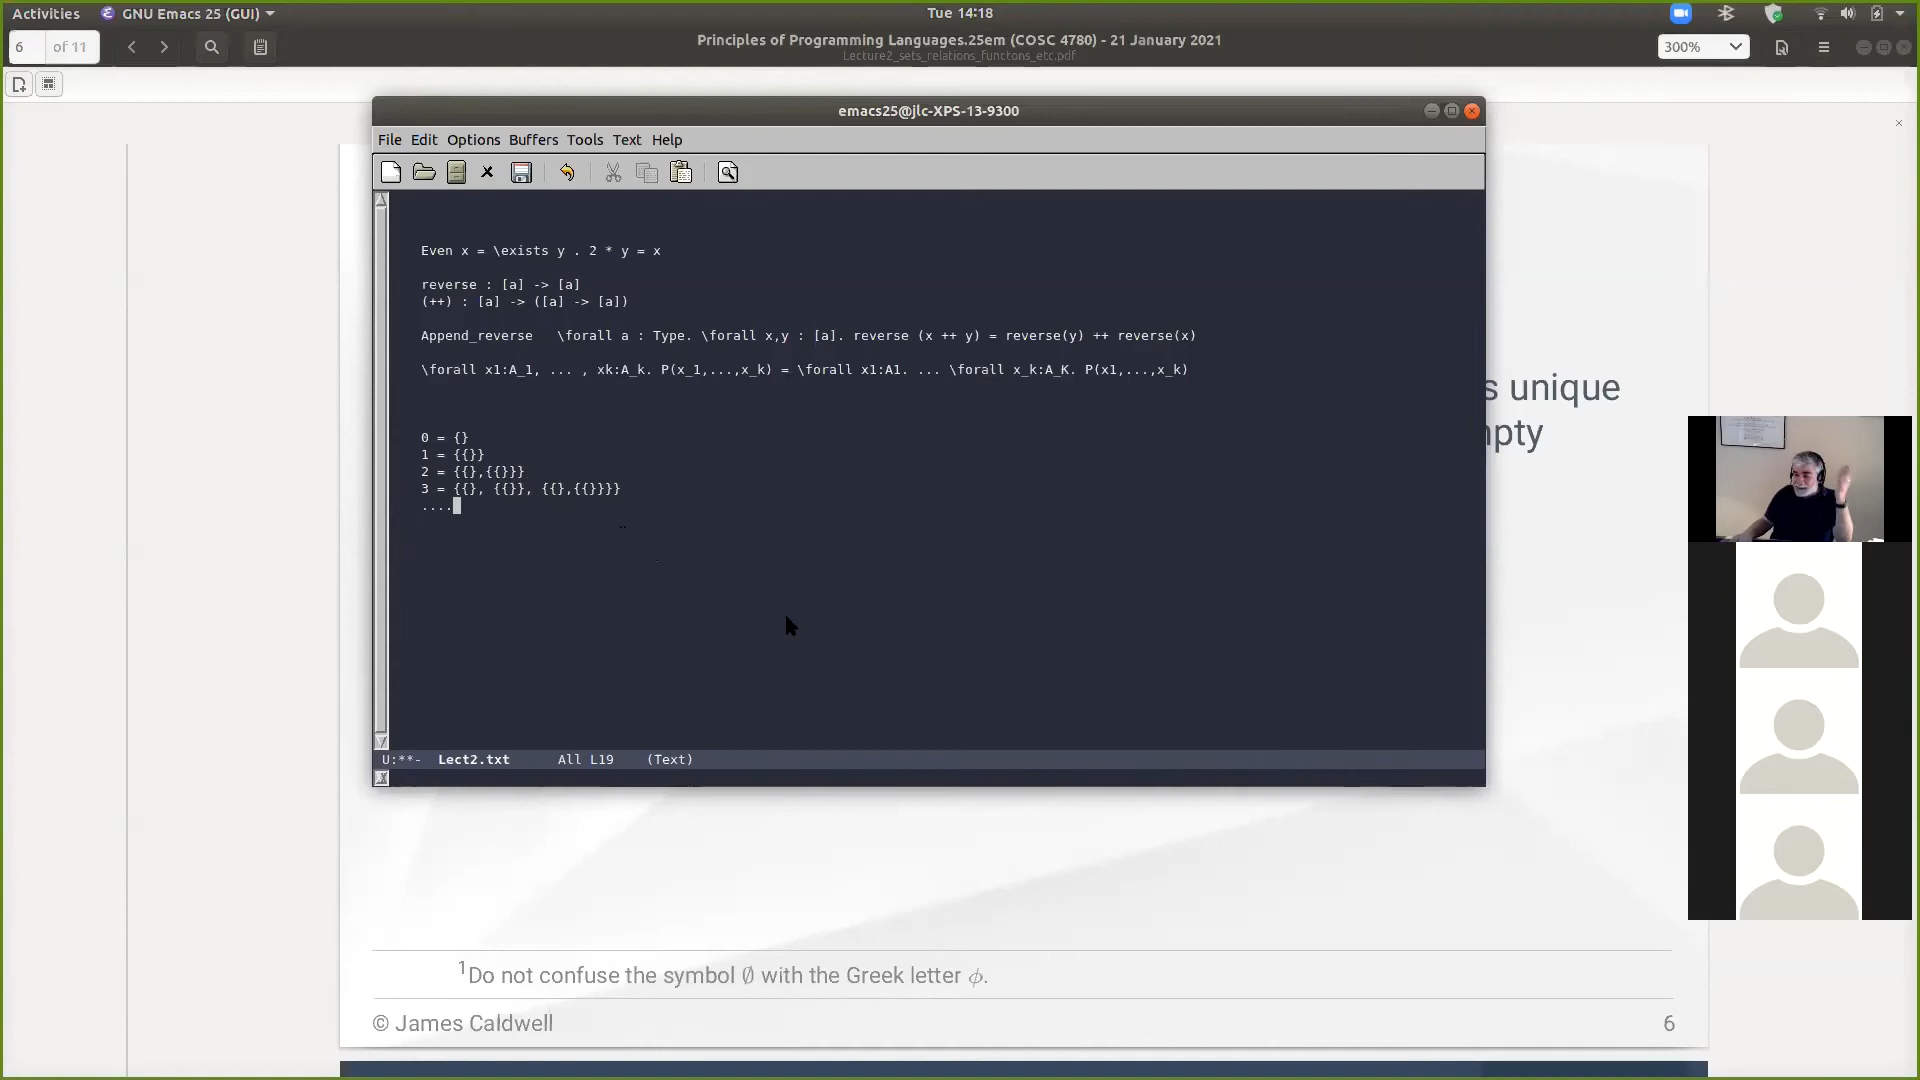 Activities GNU Emacs 25 (GUI) Tue 14:18
6 of 11 Principles of Programming Languages.25em (COSC 4780) - 21 January 2021 300%
Lecture2_sets_relations_functons_etc.pdf
emacs25@jlc-XPS-13-9300
File Edit Options Buffers Tools Text Help
Even x = \exists y . 2 * y = x
reverse : [a] -> [a]
(++) : [a] -> ([a] -> [a])
Append_reverse \forall a : Type. \forall x,y : [a]. reverse (x ++ y) = reverse(y) ++ reverse(x)
\forall x1:A_1, ... , xk:A_k. P(x_1,...,x_k) = \forall x1:A1. ... \forall x_k:A_K. P(x1,...,x_k)
s unique
pty
0 = {}
1 = {{}}
2 = {{},{{}}}
3 = {{}, {{}}, {{},{{}}}}
....
U:**- Lect2.txt All L19 (Text)
1Do not confuse the symbol ∅ with the Greek letter ϕ.
© James Caldwell 6